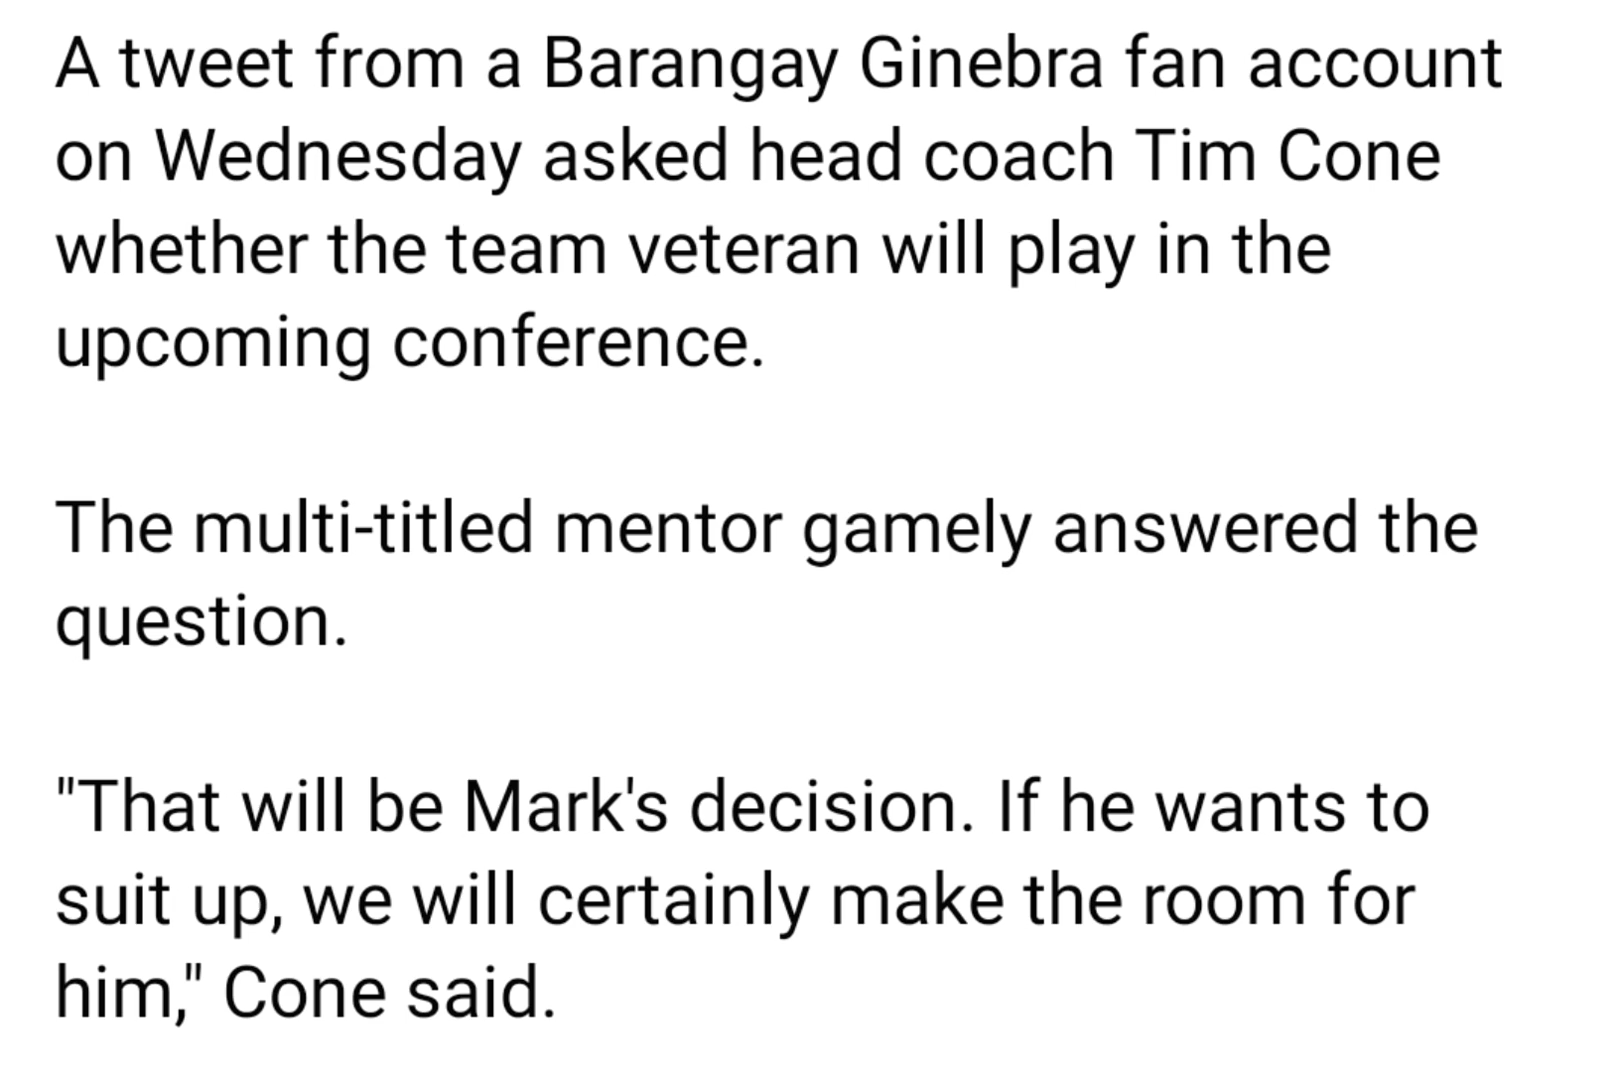 A tweet from a Barangay Ginebra fan account
on Wednesday asked head coach Tim Cone
whether the team veteran will play in the
upcoming conference.
The multi-titled mentor gamely answered the
question.
"That will be Mark's decision. If he wants to
suit up, we will certainly make the room for
him," Cone said.